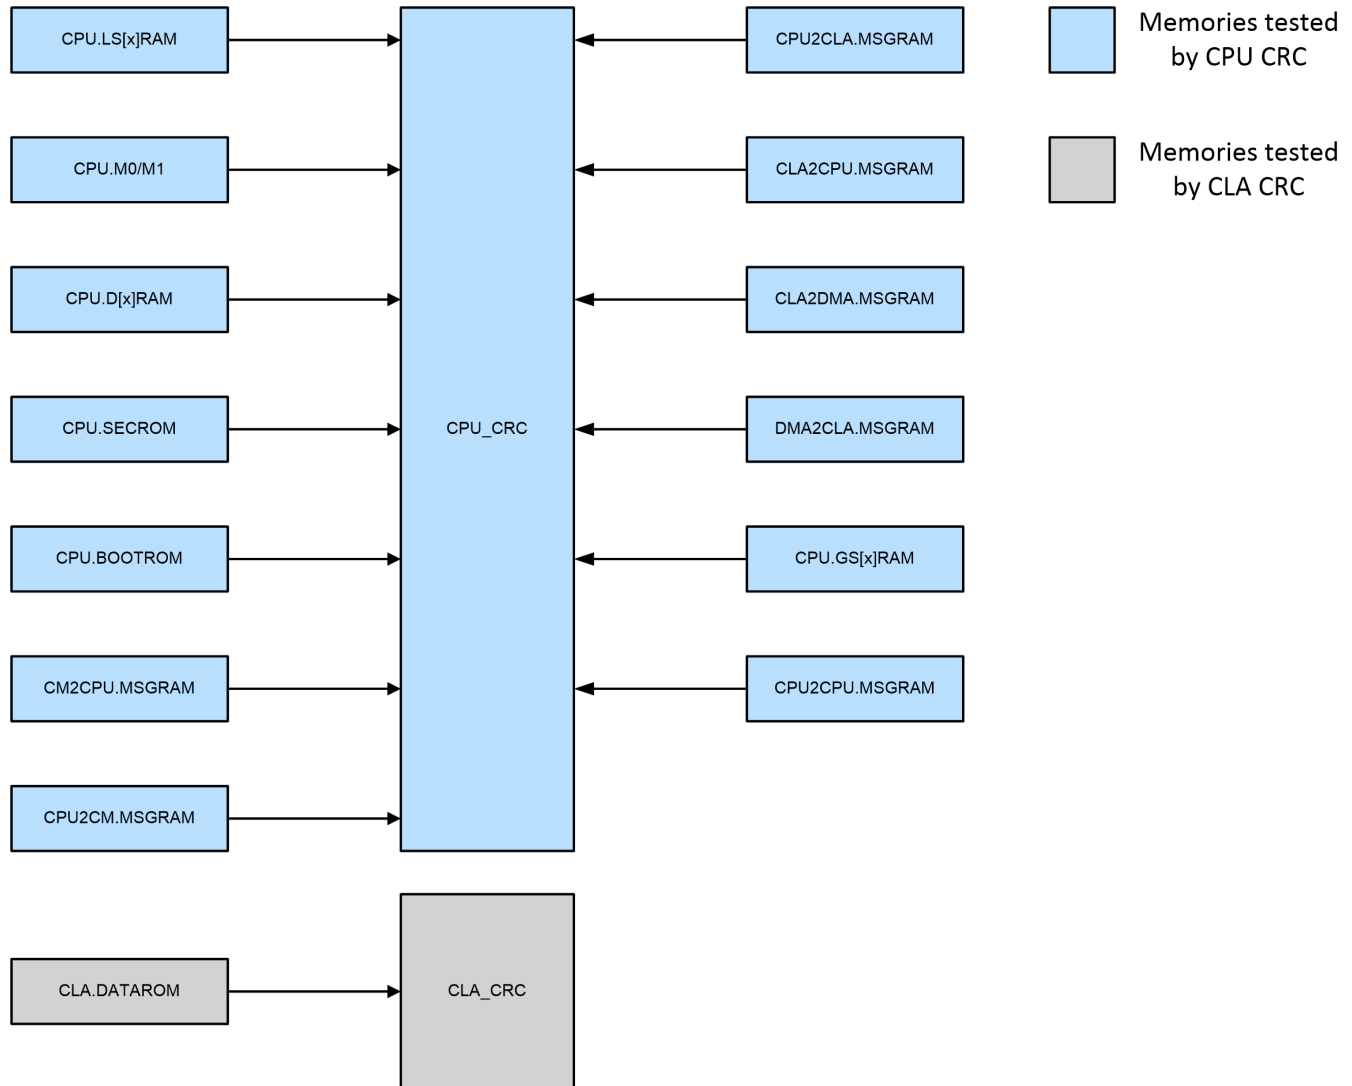 CPU.LS[x]RAM
CPU2CLA.MSGRAM
Memories tested
by CPU CRC
CPU.M0/M1
CLA2CPU.MSGRAM
Memories tested
by CLA CRC
CPU.D[x]RAM
CLA2DMA.MSGRAM
CPU.SECROM
CPU_CRC
DMA2CLA.MSGRAM
CPU.BOOTROM
CPU.GS[x]RAM
CM2CPU.MSGRAM
CPU2CPU.MSGRAM
CPU2CM.MSGRAM
CLA.DATAROM
CLA_CRC